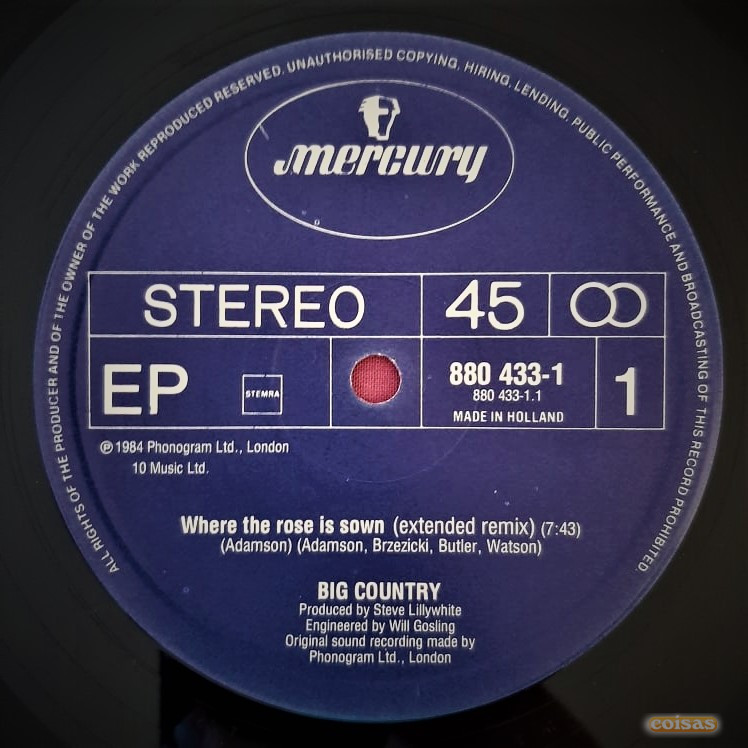 ALL RIGHTS OF THE PRODUCER AND OF THE OWNER OF THE WORK REPRODUCED RESERVED. UNAUTHORISED COPYING, HIRING, LENDING, PUBLIC PERFORMANCE AND BROADCASTING OF THIS RECORD PROHIBITED.
mercury
STEREO 45
EP STEMRA 880 433-1 1
880 433-1.1
MADE IN HOLLAND
℗ 1984 Phonogram Ltd., London
10 Music Ltd.
Where the rose is sown (extended remix) (7:43)
(Adamson) (Adamson, Brzezicki, Butler, Watson)
BIG COUNTRY
Produced by Steve Lillywhite
Engineered by Will Gosling
Original sound recording made by
Phonogram Ltd., London
coisas